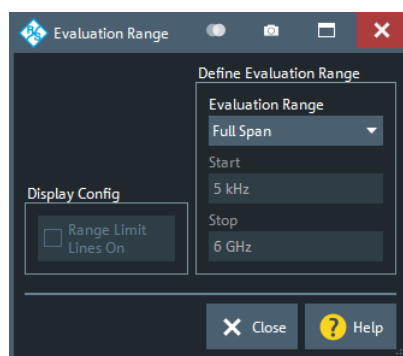 Evaluation Range
Define Evaluation Range
Evaluation Range
Full Span
Start
5 kHz
Stop
6 GHz
Display Config
Range Limit
Lines On
Close
Help